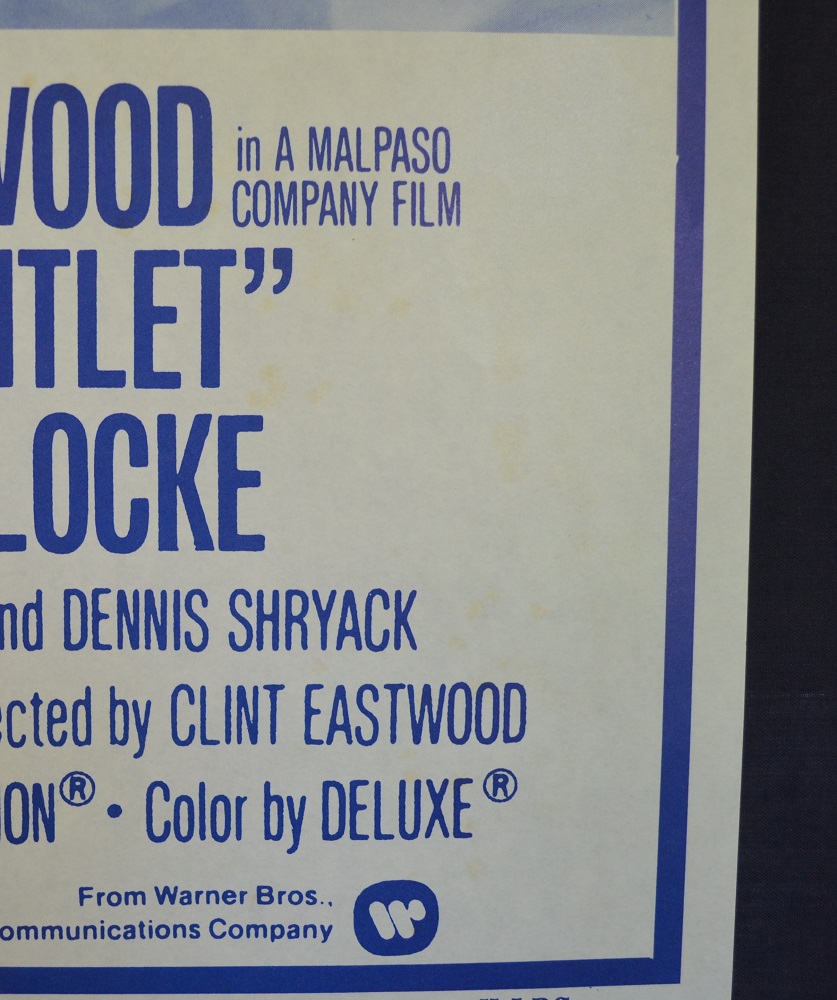 WOOD in A MALPASO
COMPANY FILM
NTLET”
LOCKE
nd DENNIS SHRYACK
ected by CLINT EASTWOOD
ION® • Color by DELUXE®
From Warner Bros.,
ommunications Company